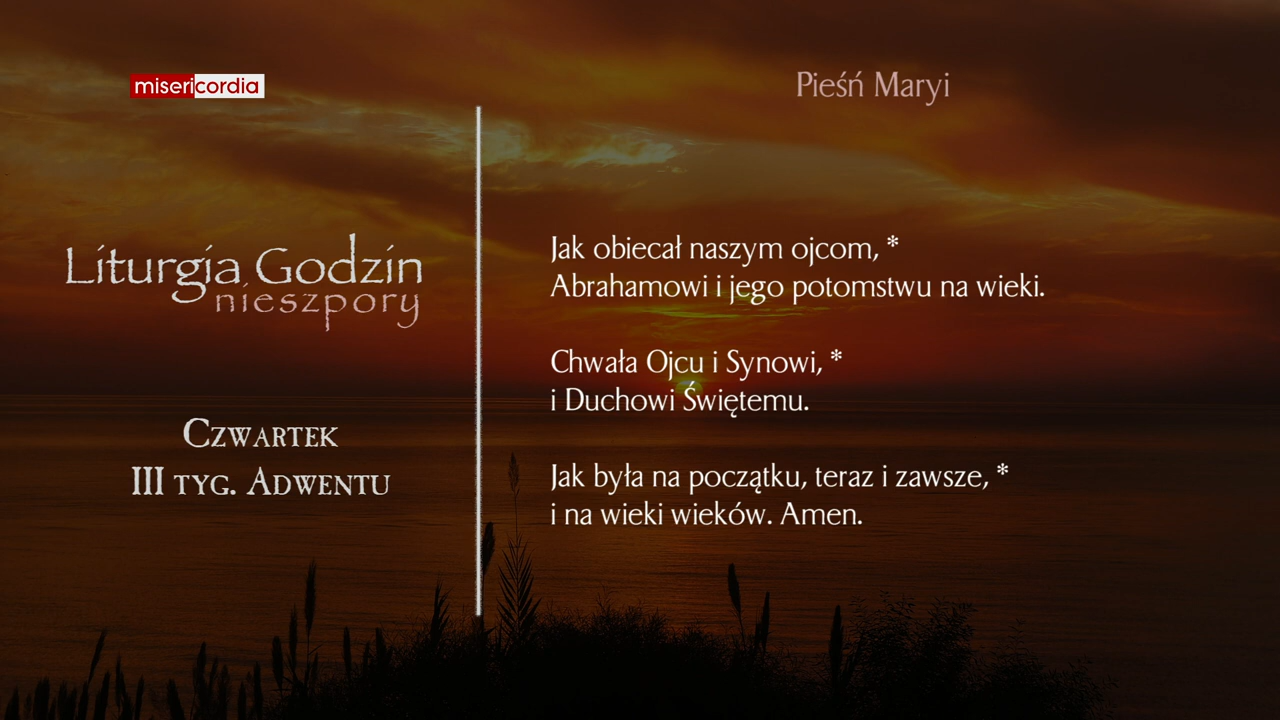 misericordia
Liturgia Godzin
nieszpory
Czwartek
III tyg. Adwentu
Pieśń Maryi
Jak obiecał naszym ojcom, *
Abrahamowi i jego potomstwu na wieki.
Chwała Ojcu i Synowi, *
i Duchowi Świętemu.
Jak była na początku, teraz i zawsze, *
i na wieki wieków. Amen.